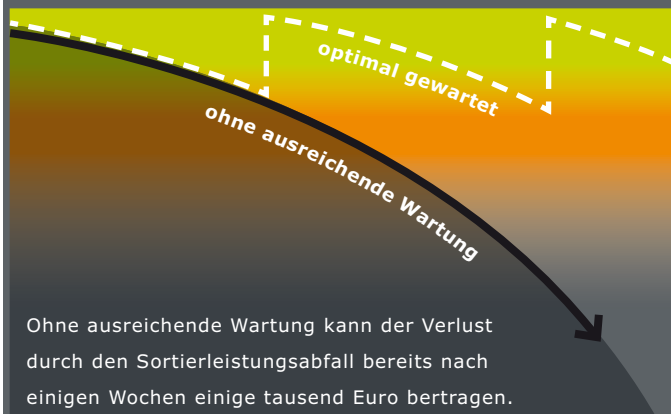 optimal gewartet
ohne ausreichende Wartung
Ohne ausreichende Wartung kann der Verlust
durch den Sortierleistungsabfall bereits nach
einigen Wochen einige tausend Euro bertragen.